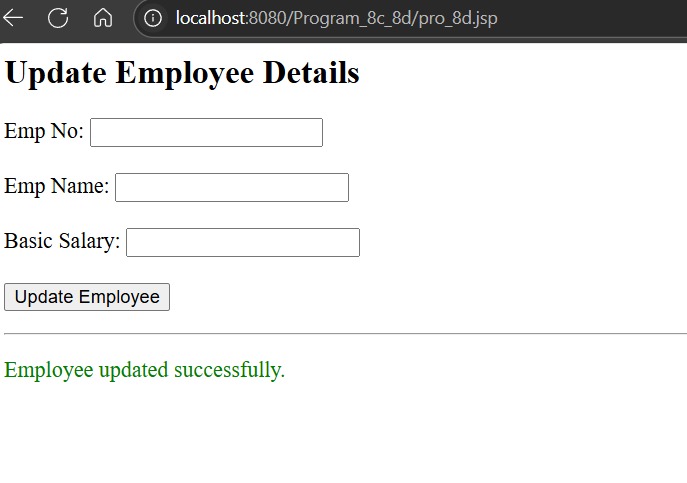 localhost:8080/Program_8c_8d/pro_8d.jsp
Update Employee Details
Emp No:
Emp Name:
Basic Salary:
Update Employee
Employee updated successfully.